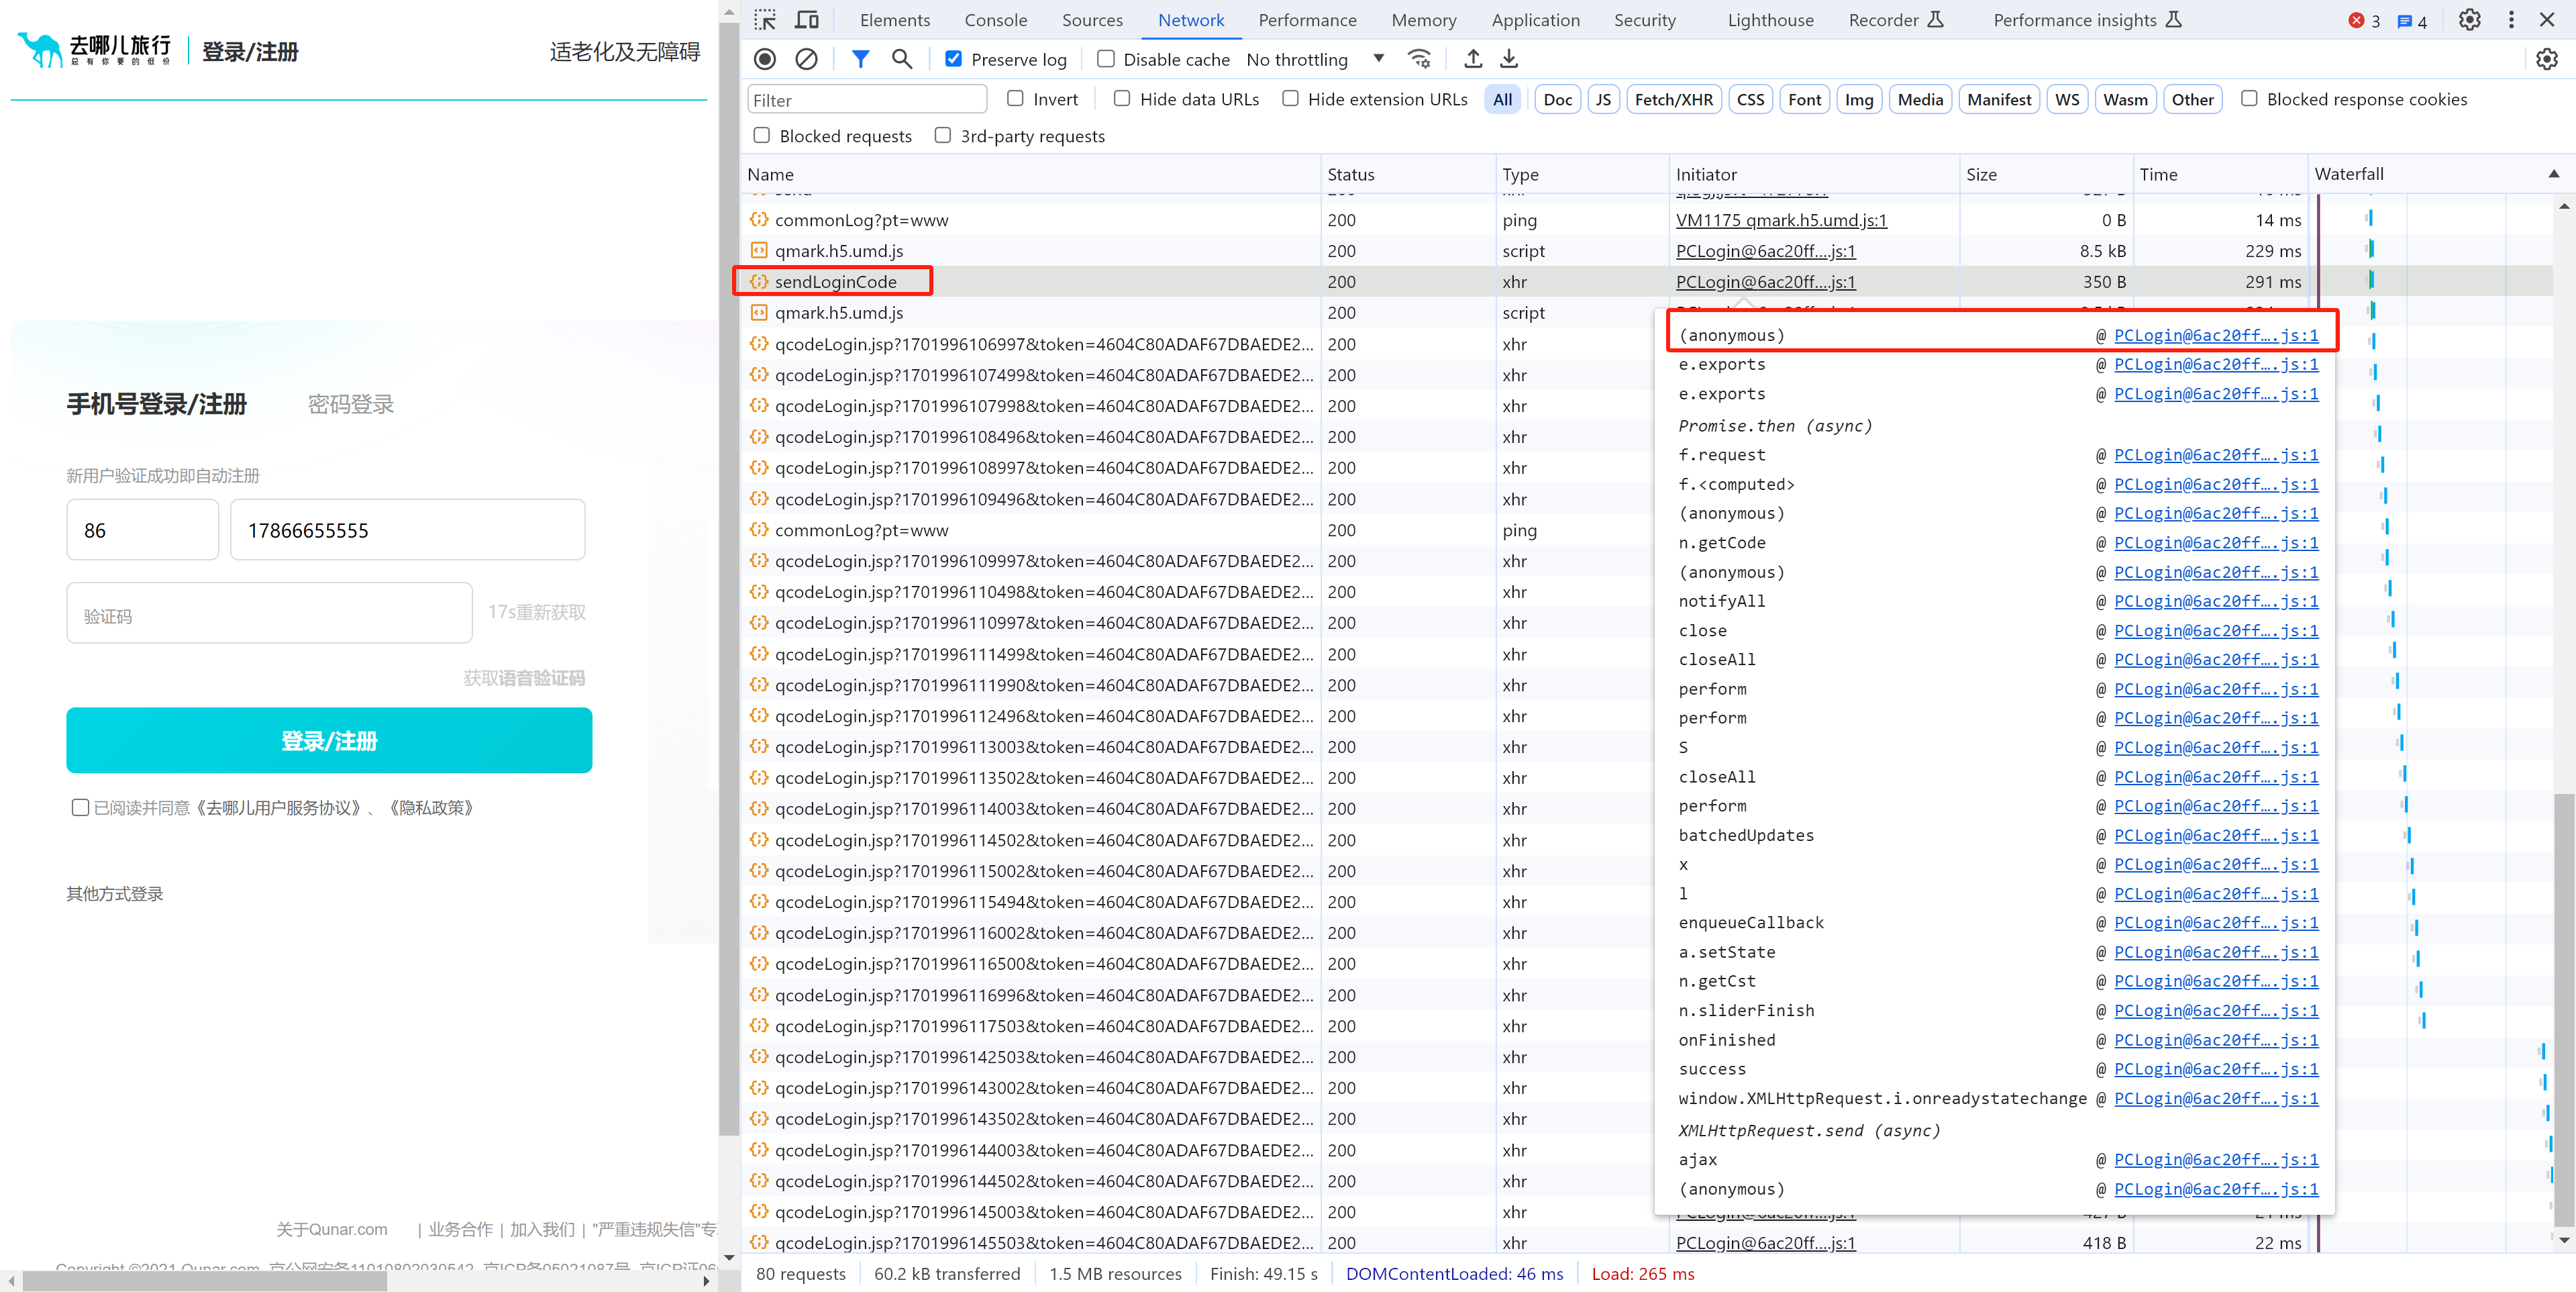 去哪儿旅行
总有你要的低价
登录/注册
适老化及无障碍
手机号登录/注册
密码登录
新用户验证成功即自动注册
86
17866655555
验证码
17s重新获取
获取语音验证码
登录/注册
已阅读并同意《去哪儿用户服务协议》、《隐私政策》
其他方式登录
关于Qunar.com | 业务合作 | 加入我们 | "严重违规失信"专
Elements Console Sources Network Performance Memory Application Security Lighthouse Recorder Performance insights 3 4
Preserve log Disable cache No throttling
Filter Invert Hide data URLs Hide extension URLs All Doc JS Fetch/XHR CSS Font Img Media Manifest WS Wasm Other Blocked response cookies
Blocked requests 3rd-party requests
Name Status Type Initiator Size Time Waterfall
commonLog?pt=www 200 ping VM1175 qmark.h5.umd.js:1 0 B 14 ms
qmark.h5.umd.js 200 script PCLogin@6ac20ff….js:1 8.5 kB 229 ms
sendLoginCode 200 xhr PCLogin@6ac20ff….js:1 350 B 291 ms
qmark.h5.umd.js 200 script
qcodeLogin.jsp?1701996106997&token=4604C80ADAF67DBAEDE2... 200 xhr
qcodeLogin.jsp?1701996107499&token=4604C80ADAF67DBAEDE2... 200 xhr
qcodeLogin.jsp?1701996107998&token=4604C80ADAF67DBAEDE2... 200 xhr
qcodeLogin.jsp?1701996108496&token=4604C80ADAF67DBAEDE2... 200 xhr
qcodeLogin.jsp?1701996108997&token=4604C80ADAF67DBAEDE2... 200 xhr
qcodeLogin.jsp?1701996109496&token=4604C80ADAF67DBAEDE2... 200 xhr
commonLog?pt=www 200 ping
qcodeLogin.jsp?1701996109997&token=4604C80ADAF67DBAEDE2... 200 xhr
qcodeLogin.jsp?1701996110498&token=4604C80ADAF67DBAEDE2... 200 xhr
qcodeLogin.jsp?1701996110997&token=4604C80ADAF67DBAEDE2... 200 xhr
qcodeLogin.jsp?1701996111499&token=4604C80ADAF67DBAEDE2... 200 xhr
qcodeLogin.jsp?1701996111990&token=4604C80ADAF67DBAEDE2... 200 xhr
qcodeLogin.jsp?1701996112496&token=4604C80ADAF67DBAEDE2... 200 xhr
qcodeLogin.jsp?1701996113003&token=4604C80ADAF67DBAEDE2... 200 xhr
qcodeLogin.jsp?1701996113502&token=4604C80ADAF67DBAEDE2... 200 xhr
qcodeLogin.jsp?1701996114003&token=4604C80ADAF67DBAEDE2... 200 xhr
qcodeLogin.jsp?1701996114502&token=4604C80ADAF67DBAEDE2... 200 xhr
qcodeLogin.jsp?1701996115002&token=4604C80ADAF67DBAEDE2... 200 xhr
qcodeLogin.jsp?1701996115494&token=4604C80ADAF67DBAEDE2... 200 xhr
qcodeLogin.jsp?1701996116002&token=4604C80ADAF67DBAEDE2... 200 xhr
qcodeLogin.jsp?1701996116500&token=4604C80ADAF67DBAEDE2... 200 xhr
qcodeLogin.jsp?1701996116996&token=4604C80ADAF67DBAEDE2... 200 xhr
qcodeLogin.jsp?1701996117503&token=4604C80ADAF67DBAEDE2... 200 xhr
qcodeLogin.jsp?1701996142503&token=4604C80ADAF67DBAEDE2... 200 xhr
qcodeLogin.jsp?1701996143002&token=4604C80ADAF67DBAEDE2... 200 xhr
qcodeLogin.jsp?1701996143502&token=4604C80ADAF67DBAEDE2... 200 xhr
qcodeLogin.jsp?1701996144003&token=4604C80ADAF67DBAEDE2... 200 xhr
qcodeLogin.jsp?1701996144502&token=4604C80ADAF67DBAEDE2... 200 xhr
qcodeLogin.jsp?1701996145003&token=4604C80ADAF67DBAEDE2... 200 xhr
qcodeLogin.jsp?1701996145503&token=4604C80ADAF67DBAEDE2... 200 xhr PCLogin@6ac20ff….js:1 418 B 22 ms
(anonymous) @ PCLogin@6ac20ff….js:1
e.exports @ PCLogin@6ac20ff….js:1
e.exports @ PCLogin@6ac20ff….js:1
Promise.then (async)
f.request @ PCLogin@6ac20ff….js:1
f.<computed> @ PCLogin@6ac20ff….js:1
(anonymous) @ PCLogin@6ac20ff….js:1
n.getCode @ PCLogin@6ac20ff….js:1
(anonymous) @ PCLogin@6ac20ff….js:1
notifyAll @ PCLogin@6ac20ff….js:1
close @ PCLogin@6ac20ff….js:1
closeAll @ PCLogin@6ac20ff….js:1
perform @ PCLogin@6ac20ff….js:1
perform @ PCLogin@6ac20ff….js:1
S @ PCLogin@6ac20ff….js:1
closeAll @ PCLogin@6ac20ff….js:1
perform @ PCLogin@6ac20ff….js:1
batchedUpdates @ PCLogin@6ac20ff….js:1
x @ PCLogin@6ac20ff….js:1
l @ PCLogin@6ac20ff….js:1
enqueueCallback @ PCLogin@6ac20ff….js:1
a.setState @ PCLogin@6ac20ff….js:1
n.getCst @ PCLogin@6ac20ff….js:1
n.sliderFinish @ PCLogin@6ac20ff….js:1
onFinished @ PCLogin@6ac20ff….js:1
success @ PCLogin@6ac20ff….js:1
window.XMLHttpRequest.i.onreadystatechange @ PCLogin@6ac20ff….js:1
XMLHttpRequest.send (async)
ajax @ PCLogin@6ac20ff….js:1
(anonymous) @ PCLogin@6ac20ff….js:1
80 requests 60.2 kB transferred 1.5 MB resources Finish: 49.15 s DOMContentLoaded: 46 ms Load: 265 ms